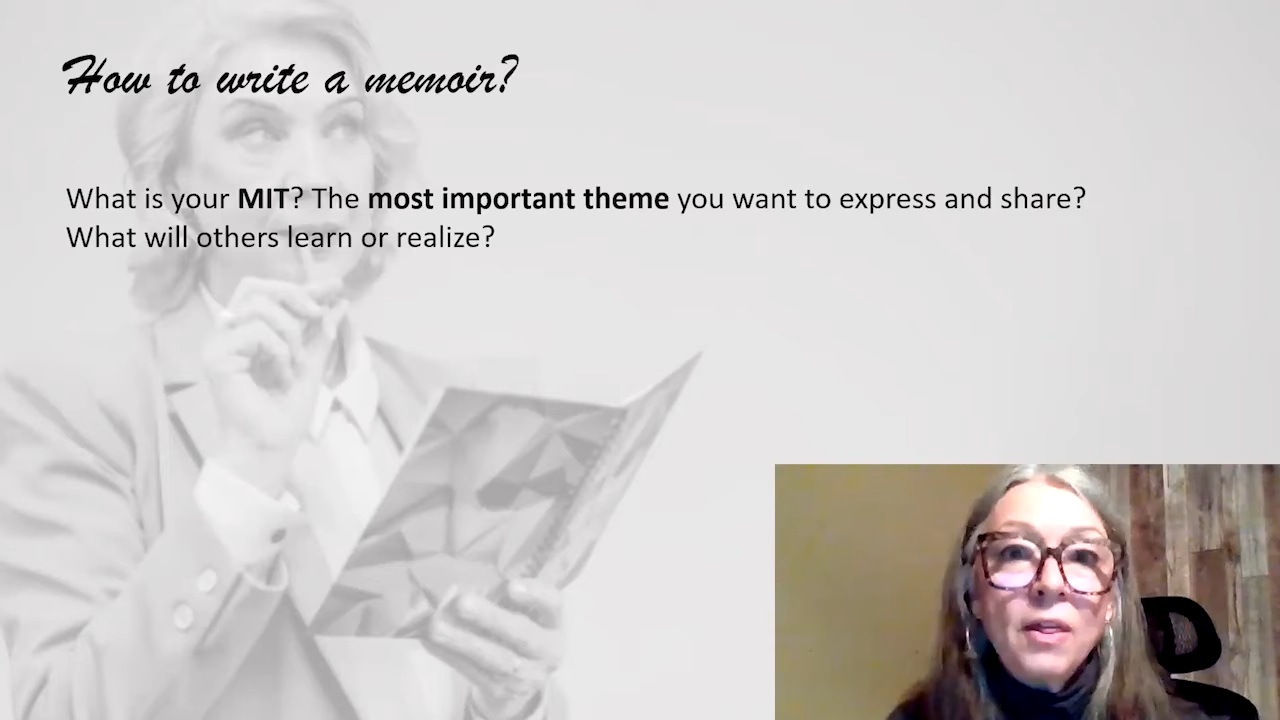 How to write a memoir?
What is your MIT? The most important theme you want to express and share?
What will others learn or realize?